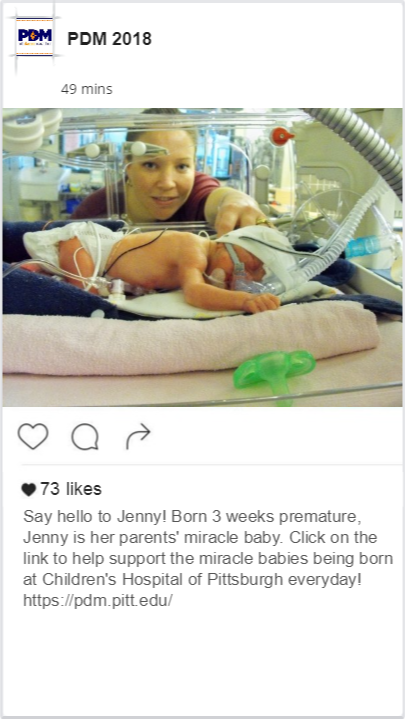 PDM
PDM 2018
49 mins
73 likes
Say hello to Jenny! Born 3 weeks premature,
Jenny is her parents' miracle baby. Click on the
link to help support the miracle babies being born
at Children's Hospital of Pittsburgh everyday!
https://pdm.pitt.edu/